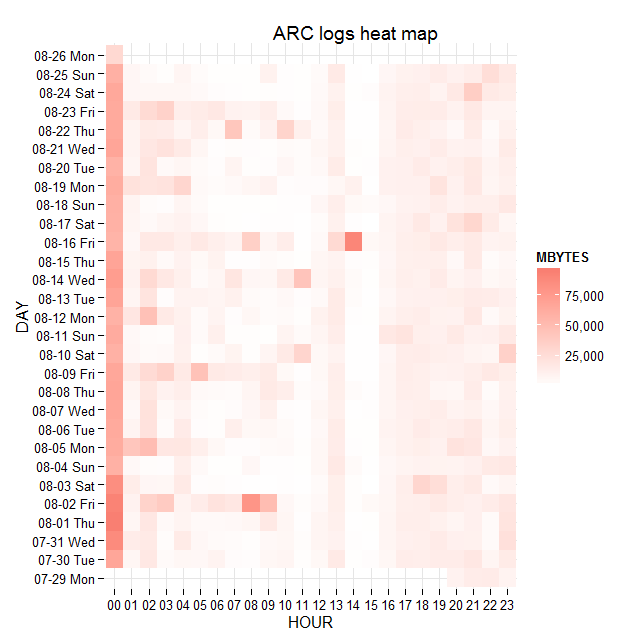 ARC logs heat map
DAY
08-26 Mon
08-25 Sun
08-24 Sat
08-23 Fri
08-22 Thu
08-21 Wed
08-20 Tue
08-19 Mon
08-18 Sun
08-17 Sat
08-16 Fri
08-15 Thu
08-14 Wed
08-13 Tue
08-12 Mon
08-11 Sun
08-10 Sat
08-09 Fri
08-08 Thu
08-07 Wed
08-06 Tue
08-05 Mon
08-04 Sun
08-03 Sat
08-02 Fri
08-01 Thu
07-31 Wed
07-30 Tue
07-29 Mon
00 01 02 03 04 05 06 07 08 09 10 11 12 13 14 15 16 17 18 19 20 21 22 23
HOUR
MBYTES
75,000
50,000
25,000